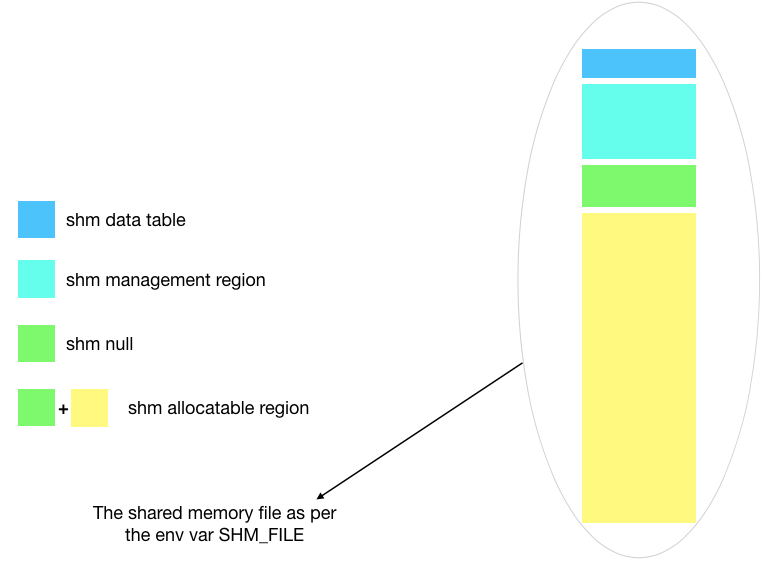 shm data table
shm management region
shm null
+
shm allocatable region
The shared memory file as per
the env var SHM_FILE